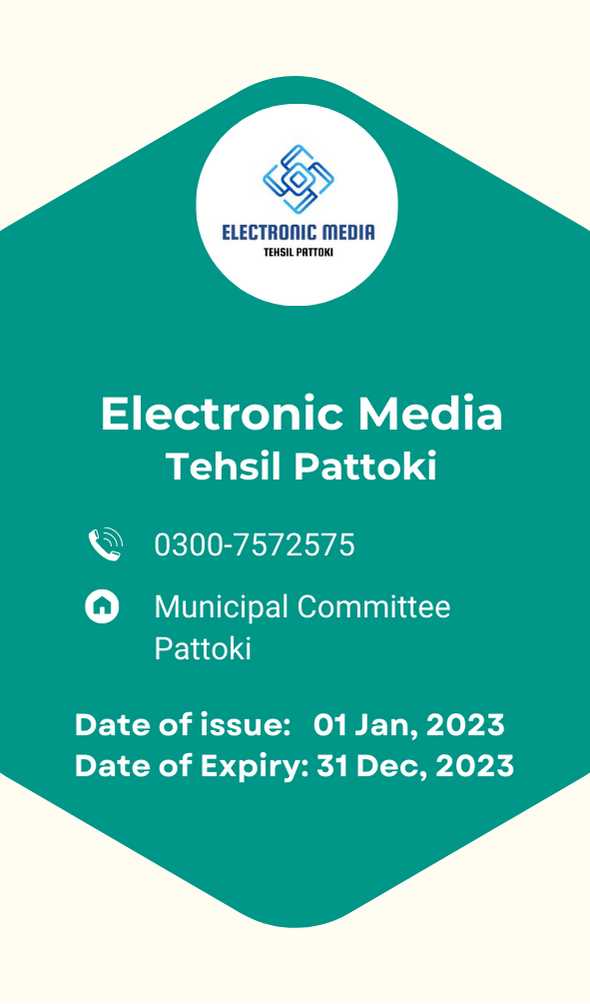 ELECTRONIC MEDIA
TEHSIL PATTOKI
Electronic Media
Tehsil Pattoki
0300-7572575
Municipal Committee
Pattoki
Date of issue: 01 Jan, 2023
Date of Expiry: 31 Dec, 2023